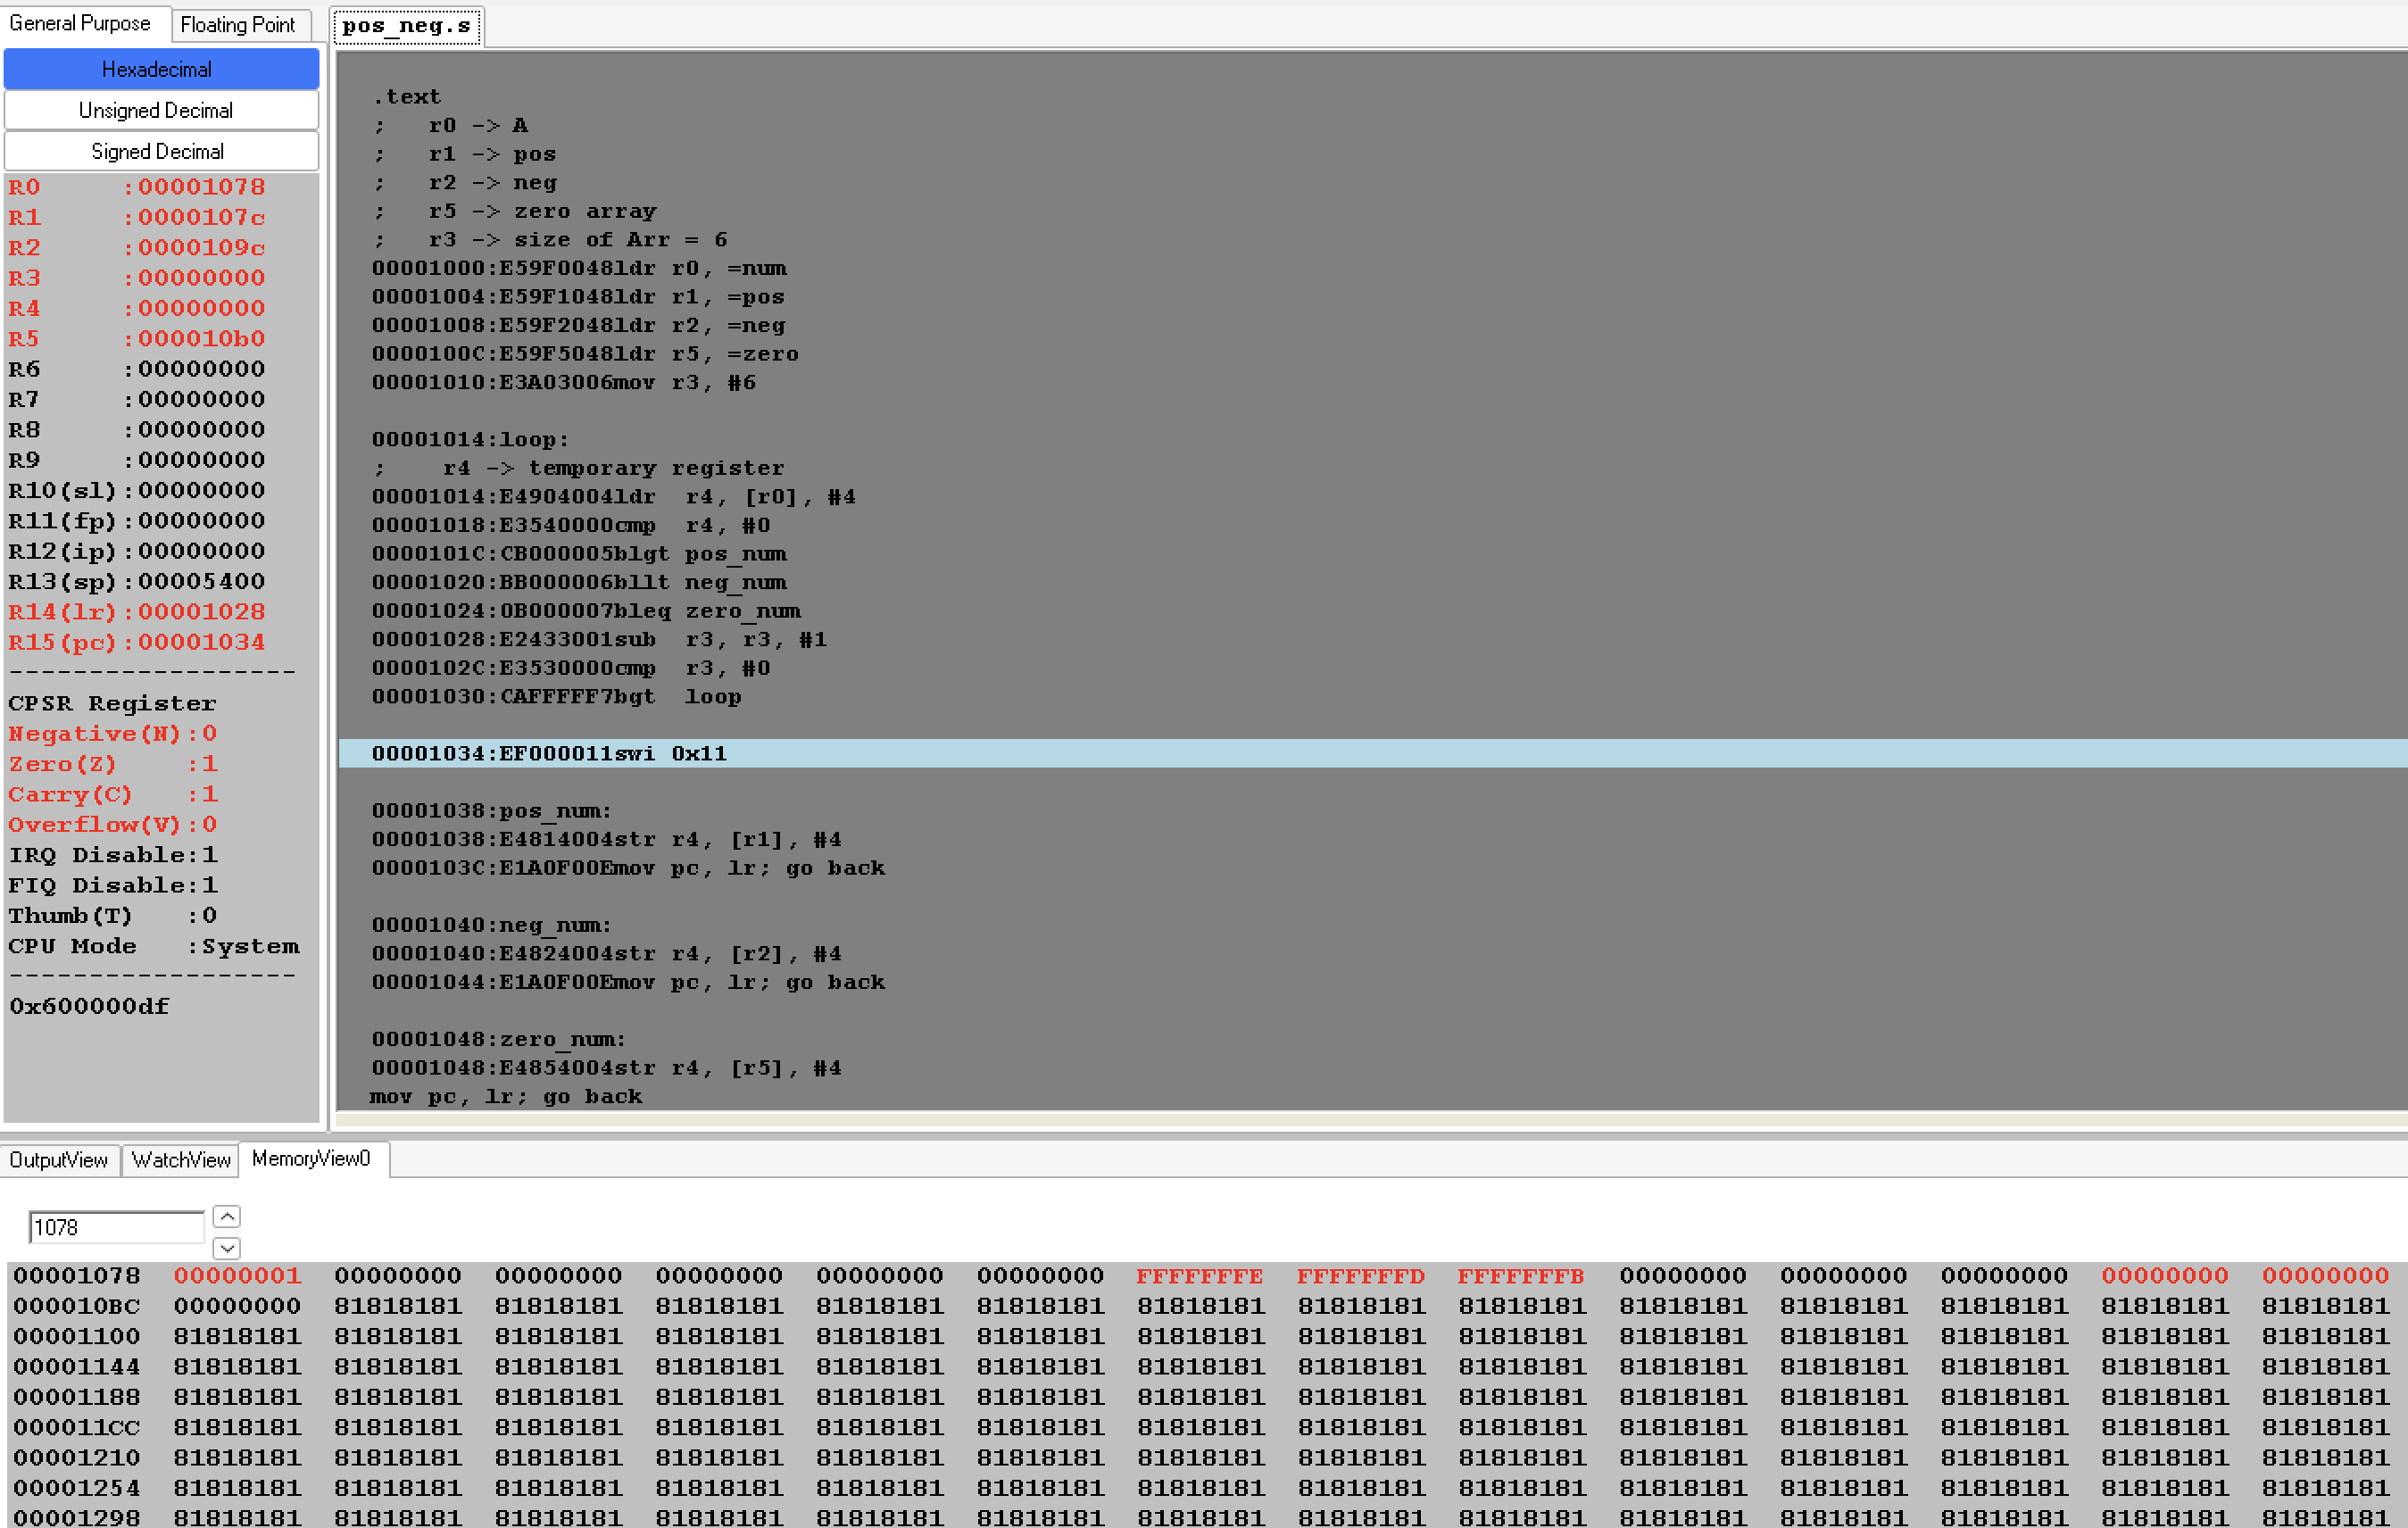 General Purpose Floating Point
Hexadecimal
Unsigned Decimal
Signed Decimal
R0 :00001078
R1 :0000107c
R2 :0000109c
R3 :00000000
R4 :00000000
R5 :000010b0
R6 :00000000
R7 :00000000
R8 :00000000
R9 :00000000
R10(sl):00000000
R11(fp):00000000
R12(ip):00000000
R13(sp):00005400
R14(lr):00001028
R15(pc):00001034
------------------
CPSR Register
Negative(N):0
Zero(Z) :1
Carry(C) :1
Overflow(V):0
IRQ Disable:1
FIQ Disable:1
Thumb(T) :0
CPU Mode :System
------------------
0x600000df
pos_neg.s
.text
; r0 -> A
; r1 -> pos
; r2 -> neg
; r5 -> zero array
; r3 -> size of Arr = 6
00001000:E59F0048ldr r0, =num
00001004:E59F1048ldr r1, =pos
00001008:E59F2048ldr r2, =neg
0000100C:E59F5048ldr r5, =zero
00001010:E3A03006mov r3, #6
00001014:loop:
; r4 -> temporary register
00001014:E4904004ldr r4, [r0], #4
00001018:E3540000cmp r4, #0
0000101C:CB000005blgt pos_num
00001020:BB000006bllt neg_num
00001024:0B000007bleq zero_num
00001028:E2433001sub r3, r3, #1
0000102C:E3530000cmp r3, #0
00001030:CAFFFFF7bgt loop
00001034:EF000011swi 0x11
00001038:pos_num:
00001038:E4814004str r4, [r1], #4
0000103C:E1A0F00Emov pc, lr; go back
00001040:neg_num:
00001040:E4824004str r4, [r2], #4
00001044:E1A0F00Emov pc, lr; go back
00001048:zero_num:
00001048:E4854004str r4, [r5], #4
mov pc, lr; go back
OutputView WatchView MemoryView0
1078
00001078 00000001 00000000 00000000 00000000 00000000 00000000 FFFFFFFE FFFFFFFD FFFFFFFB 00000000 00000000 00000000 00000000 00000000
000010BC 00000000 81818181 81818181 81818181 81818181 81818181 81818181 81818181 81818181 81818181 81818181 81818181 81818181 81818181
00001100 81818181 81818181 81818181 81818181 81818181 81818181 81818181 81818181 81818181 81818181 81818181 81818181 81818181 81818181
00001144 81818181 81818181 81818181 81818181 81818181 81818181 81818181 81818181 81818181 81818181 81818181 81818181 81818181 81818181
00001188 81818181 81818181 81818181 81818181 81818181 81818181 81818181 81818181 81818181 81818181 81818181 81818181 81818181 81818181
000011CC 81818181 81818181 81818181 81818181 81818181 81818181 81818181 81818181 81818181 81818181 81818181 81818181 81818181 81818181
00001210 81818181 81818181 81818181 81818181 81818181 81818181 81818181 81818181 81818181 81818181 81818181 81818181 81818181 81818181
00001254 81818181 81818181 81818181 81818181 81818181 81818181 81818181 81818181 81818181 81818181 81818181 81818181 81818181 81818181
00001298 81818181 81818181 81818181 81818181 81818181 81818181 81818181 81818181 81818181 81818181 81818181 81818181 81818181 81818181